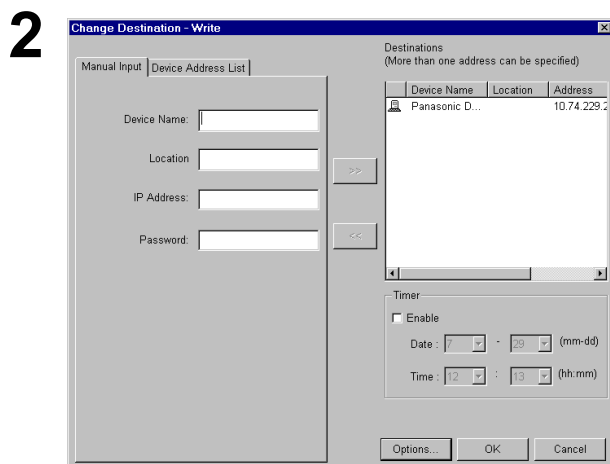 2
Change Destination - Write
Manual Input
Device Address List
Device Name:
Location
IP Address:
Password:
>>
<<
Destinations
(More than one address can be specified)
Device Name Location Address
Panasonic D... 10.74.229.2
Timer
Enable
Date : 7 - 29 (mm-dd)
Time : 12 : 13 (hh:mm)
Options... OK Cancel